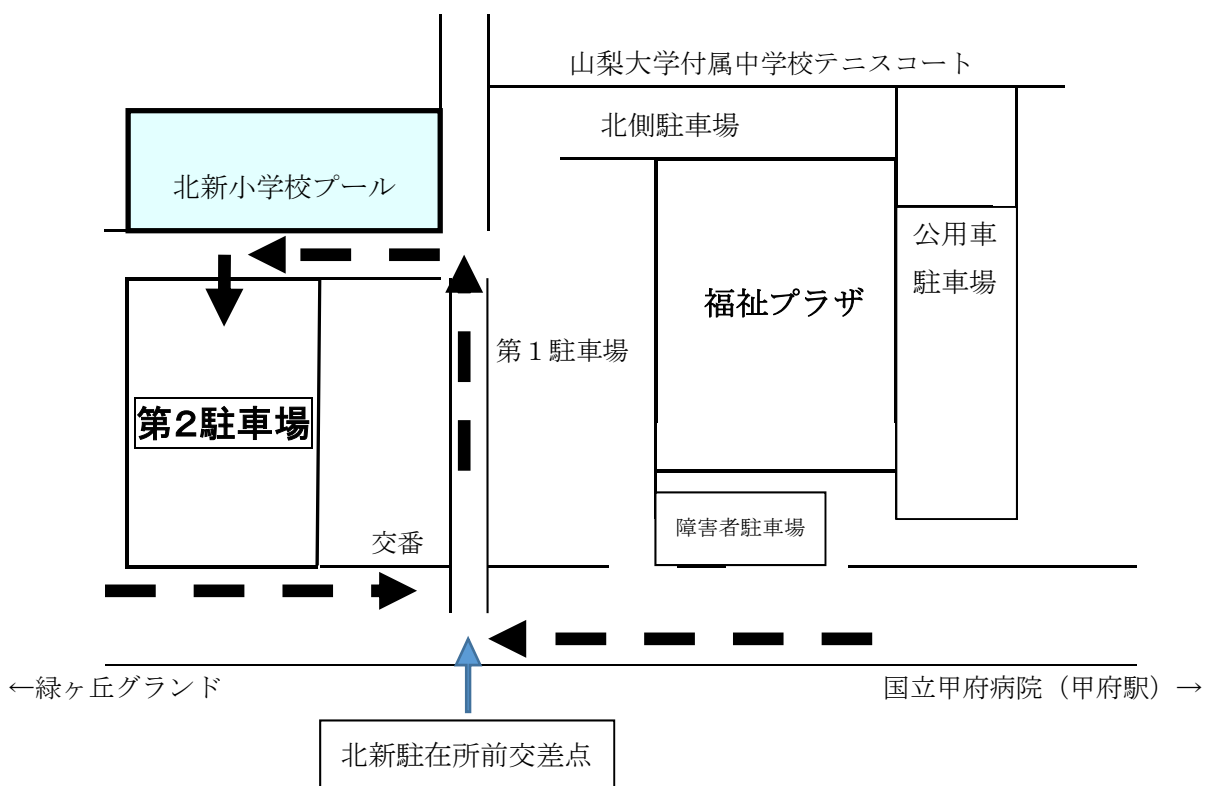 山梨大学付属中学校テニスコート
北側駐車場
北新小学校プール
公用車
駐車場
福祉プラザ
第１駐車場
第2駐車場
障害者駐車場
交番
←緑ヶ丘グランド
国立甲府病院（甲府駅）→
北新駐在所前交差点